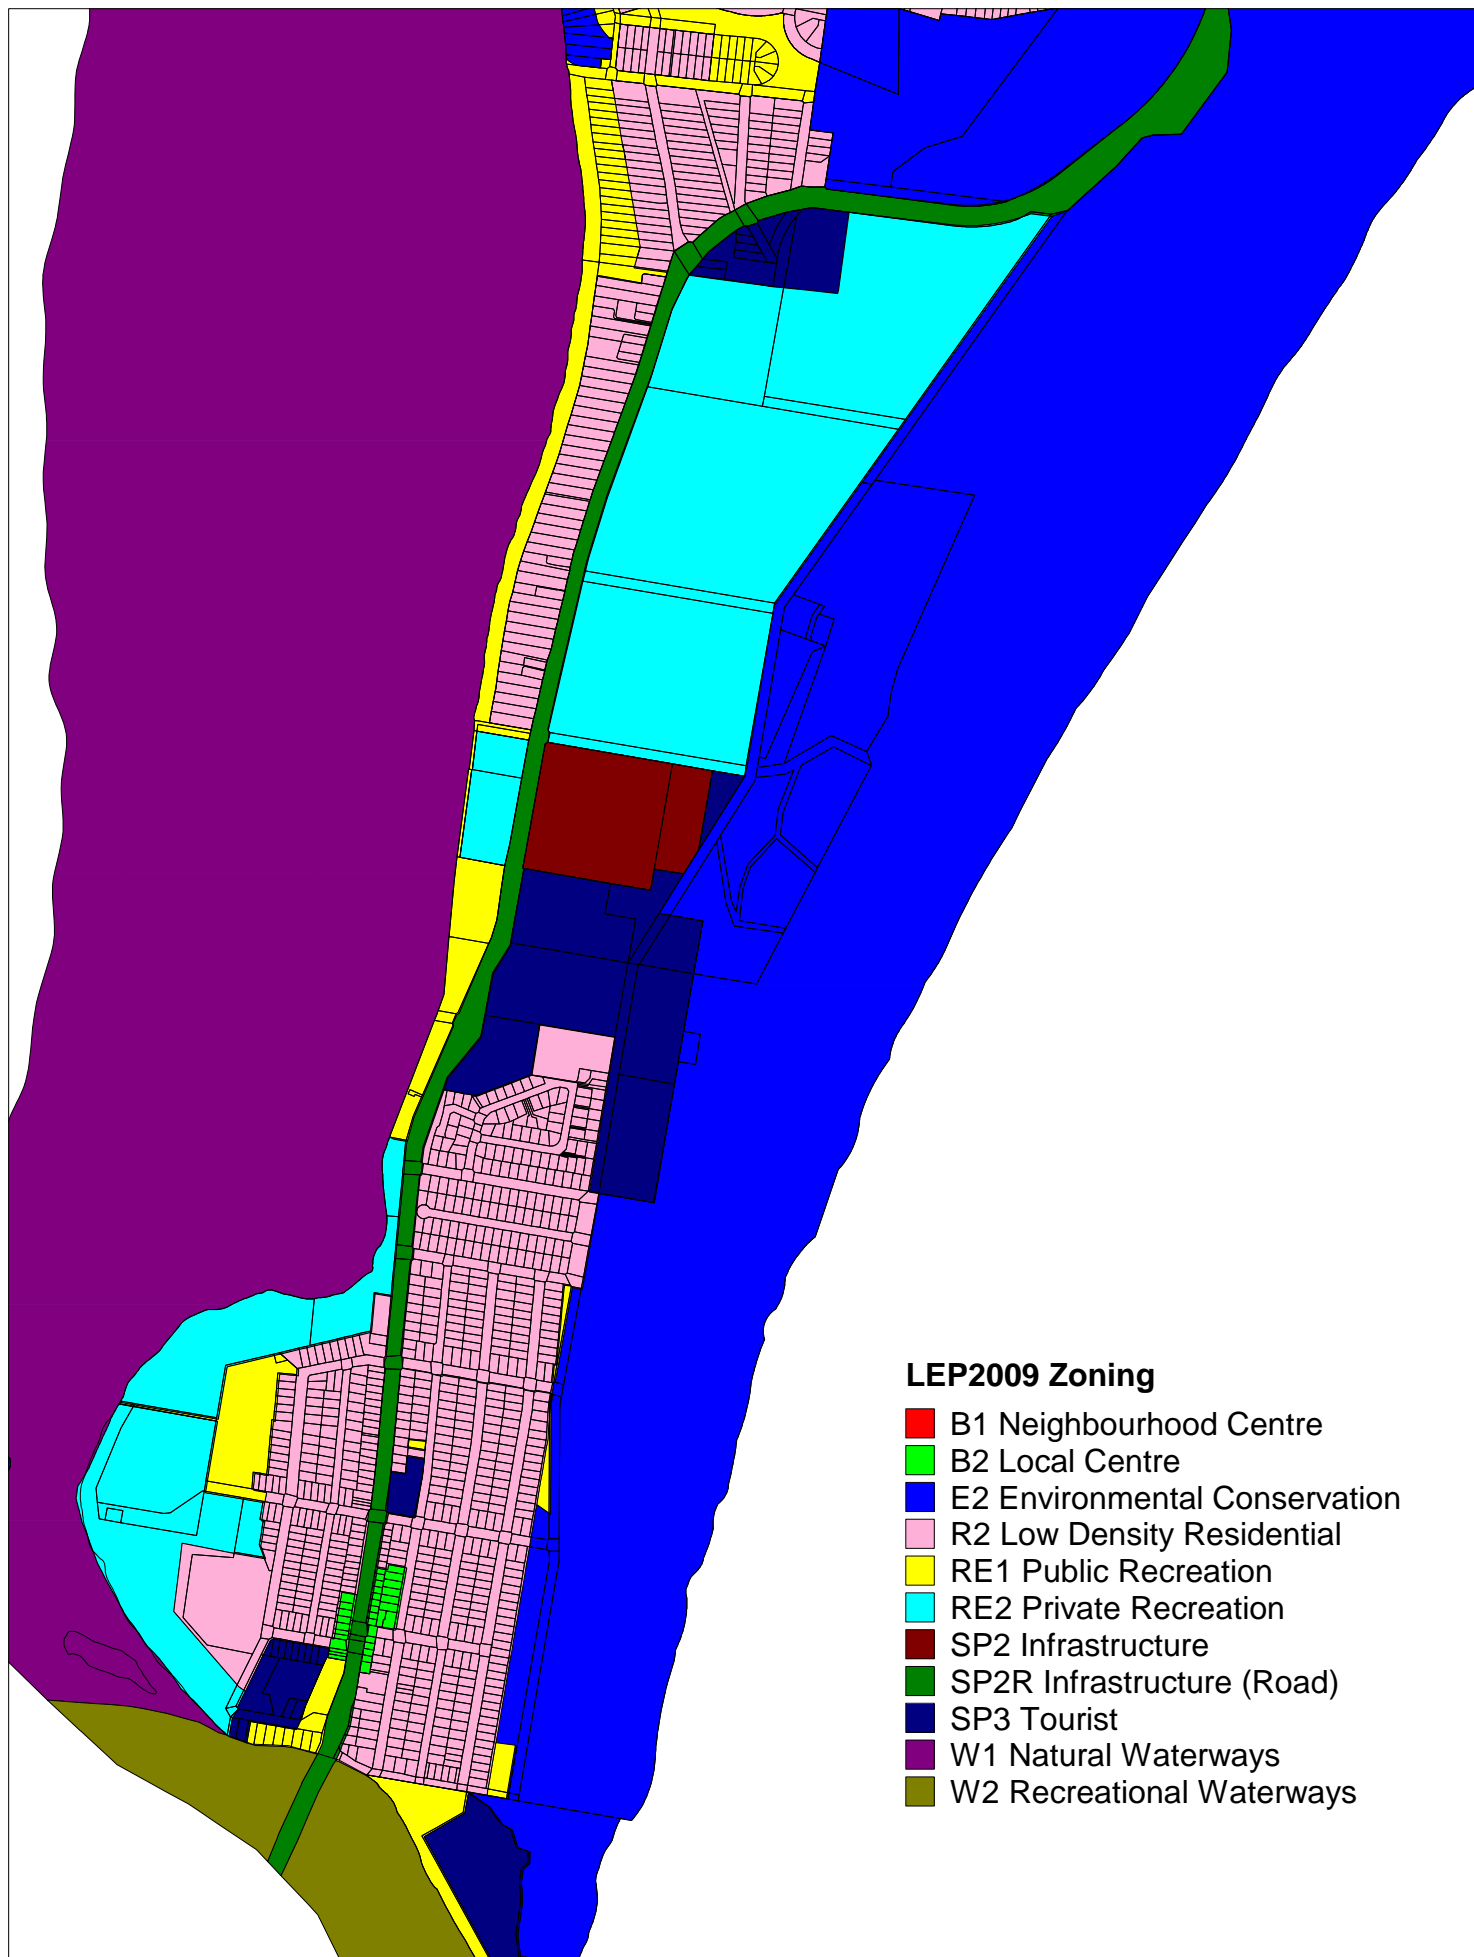 LEP2009 Zoning
B1 Neighbourhood Centre
B2 Local Centre
E2 Environmental Conservation
R2 Low Density Residential
RE1 Public Recreation
RE2 Private Recreation
SP2 Infrastructure
SP2R Infrastructure (Road)
SP3 Tourist
W1 Natural Waterways
W2 Recreational Waterways